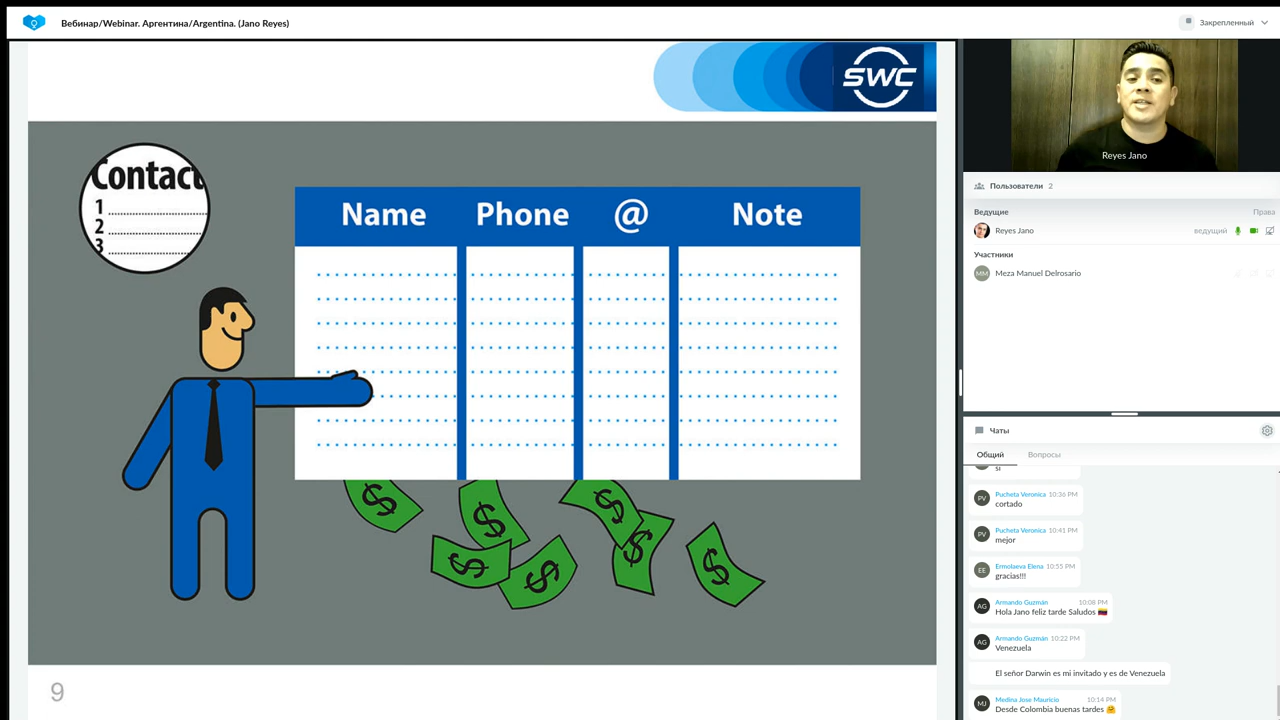 Вебинар/Webinar. Аргентина/Argentina. (Jano Reyes)
Закрепленный
SWC
Contact
1
2
3
Name Phone @ Note
$ $ $ $ $ $ $
9
Reyes Jano
Пользователи 2
Ведущие Права
Reyes Jano ведущий
Участники
MM Meza Manuel Delrosario
Чаты
Общий Вопросы
si
PV Pucheta Veronica 10:36 PM
cortado
PV Pucheta Veronica 10:41 PM
mejor
EE Ermolaeva Elena 10:55 PM
gracias!!!
AG Armando Guzmán 10:08 PM
Hola Jano feliz tarde Saludos 🇻🇪
AG Armando Guzmán 10:22 PM
Venezuela
El señor Darwin es mi invitado y es de Venezuela
MJ Medina Jose Mauricio 10:14 PM
Desde Colombia buenas tardes 🤗